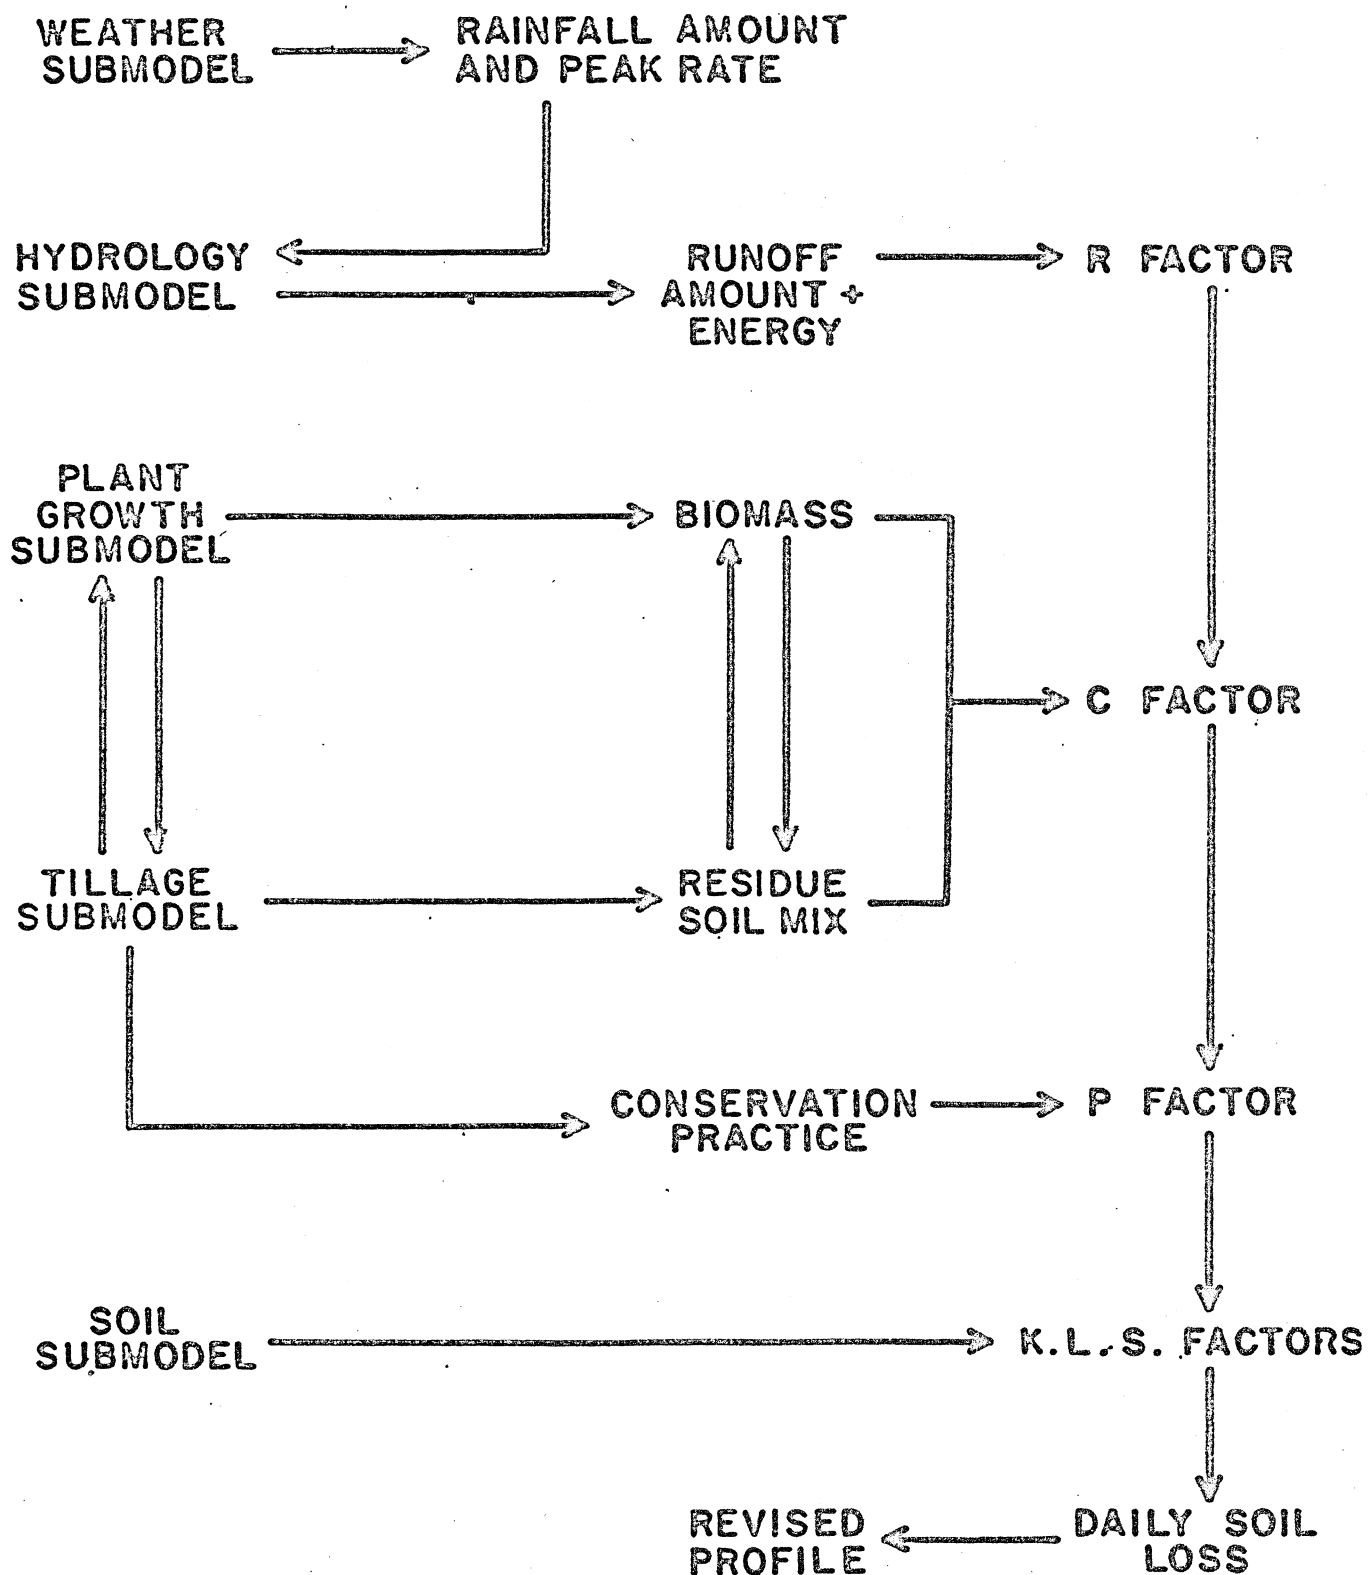 WEATHER
SUBMODEL
RAINFALL AMOUNT
AND PEAK RATE
HYDROLOGY
SUBMODEL
RUNOFF
AMOUNT +
ENERGY
R FACTOR
PLANT
GROWTH
SUBMODEL
BIOMASS
C FACTOR
TILLAGE
SUBMODEL
RESIDUE
SOIL MIX
CONSERVATION
PRACTICE
P FACTOR
SOIL
SUBMODEL
K.L.S. FACTORS
REVISED
PROFILE
DAILY SOIL
LOSS